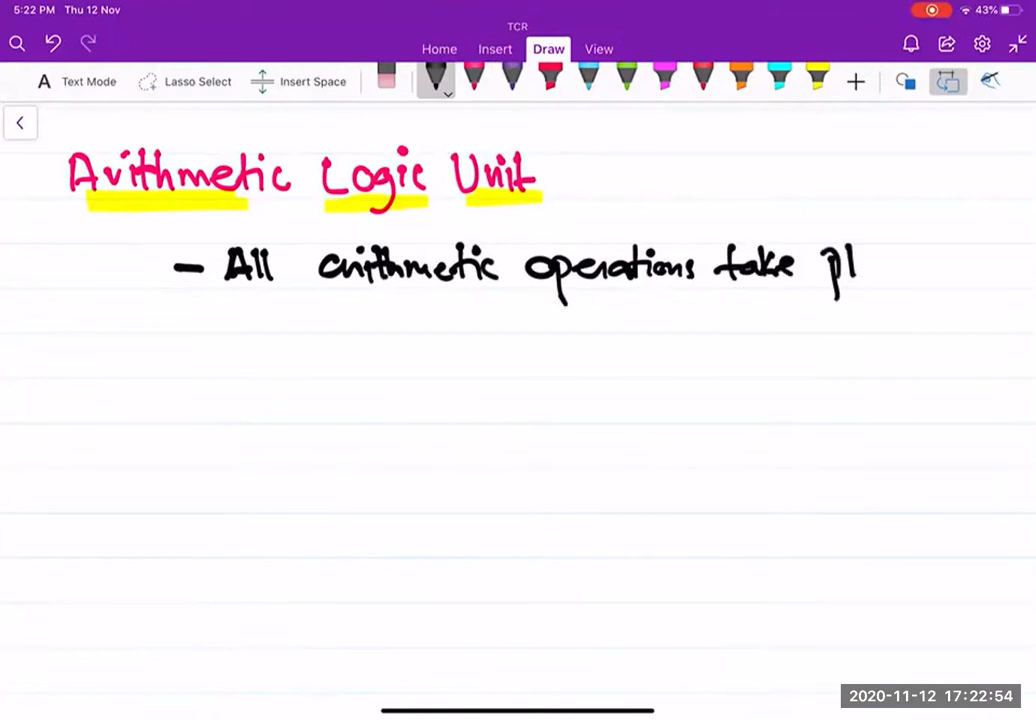 5:22 PM Thu 12 Nov
43%
TCR
Home Insert Draw View
A Text Mode Lasso Select Insert Space
Arithmetic Logic Unit
- All arithmetic operations take pl
2020-11-12 17:22:54